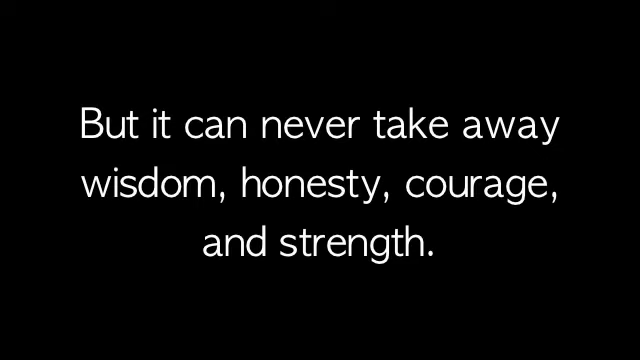 But it can never take away
wisdom, honesty, courage,
and strength.